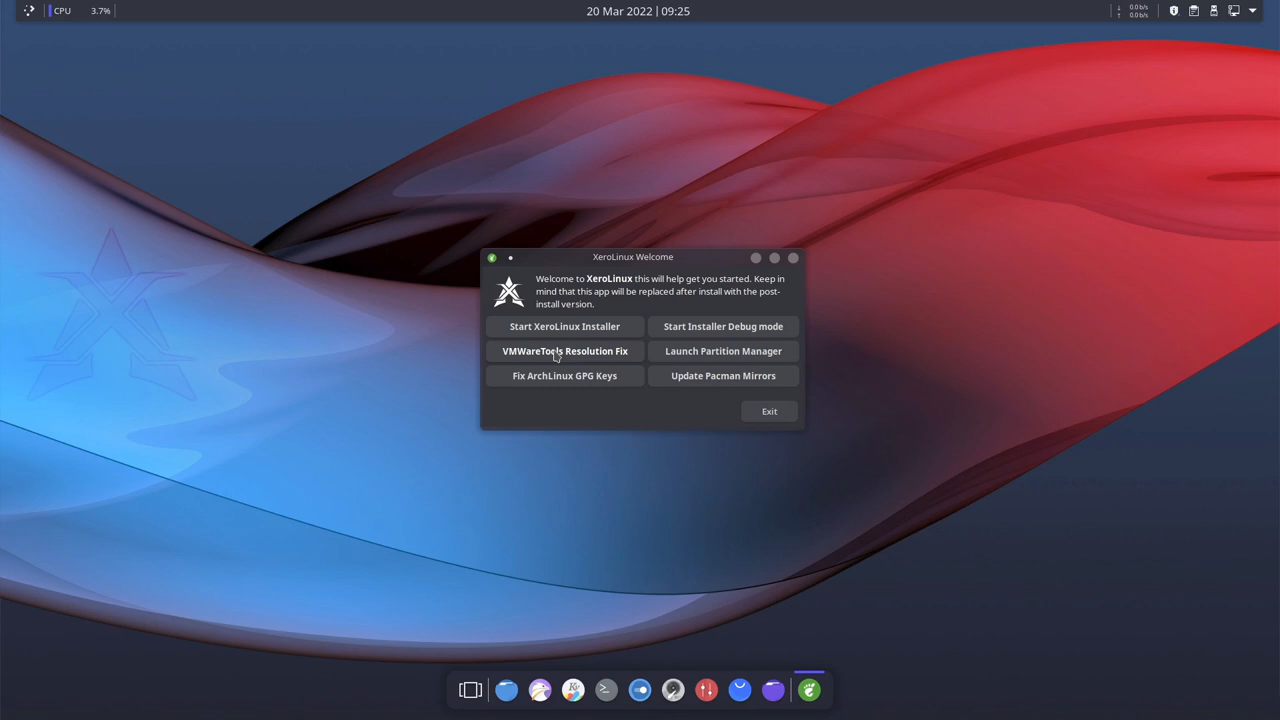 CPU 3.7% 20 Mar 2022 | 09:25 0.0 b/s
0.0 b/s
XeroLinux Welcome
Welcome to XeroLinux this will help get you started. Keep in
mind that this app will be replaced after install with the post-
install version.
Start XeroLinux Installer Start Installer Debug mode
VMWareTools Resolution Fix Launch Partition Manager
Fix ArchLinux GPG Keys Update Pacman Mirrors
Exit